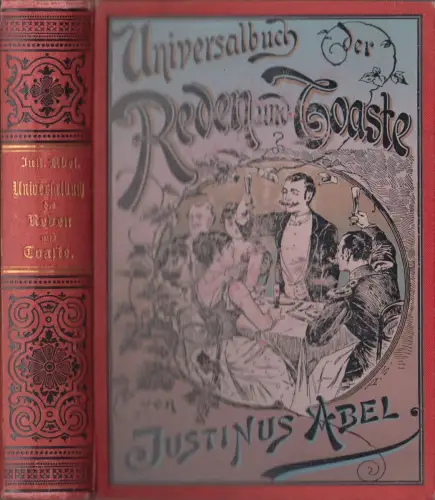 Just. Abel.
Universalbuch
der
Reden
und
Toaste.
Universalbuch der
Reden und Toaste
von
JUSTINUS ABEL.